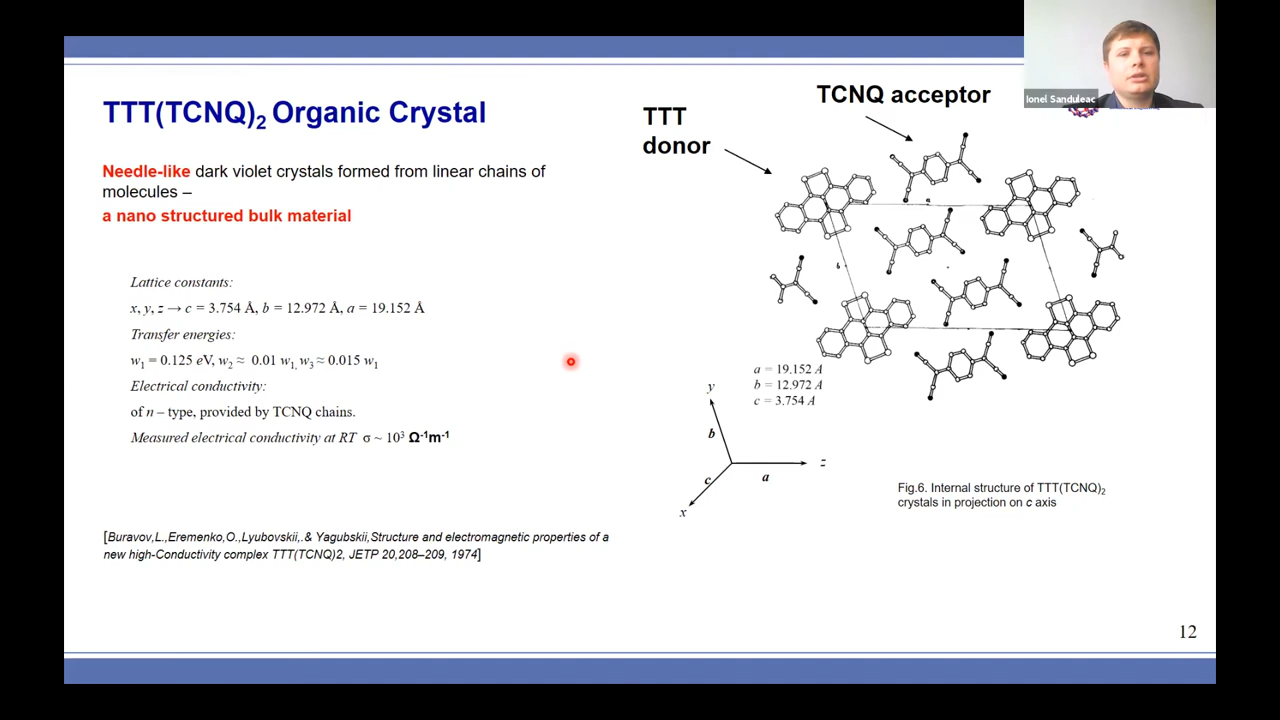 TTT(TCNQ)2 Organic Crystal
Needle-like dark violet crystals formed from linear chains of
molecules –
a nano structured bulk material
Lattice constants:
x, y, z → c = 3.754 Å, b = 12.972 Å, a = 19.152 Å
Transfer energies:
w1 = 0.125 eV, w2 ≈ 0.01 w1, w3 ≈ 0.015 w1
Electrical conductivity:
of n – type, provided by TCNQ chains.
Measured electrical conductivity at RT σ ~ 10³ Ω⁻¹m⁻¹
[Buravov,L.,Eremenko,O.,Lyubovskii,.& Yagubskii,Structure and electromagnetic properties of a
new high-Conductivity complex TTT(TCNQ)2, JETP 20,208–209, 1974]
TTT
donor
TCNQ acceptor
a
b
a = 19.152 A
b = 12.972 A
c = 3.754 A
y
b
z
c
a
x
Fig.6. Internal structure of TTT(TCNQ)2
crystals in projection on c axis
Ionel Sanduleac
12